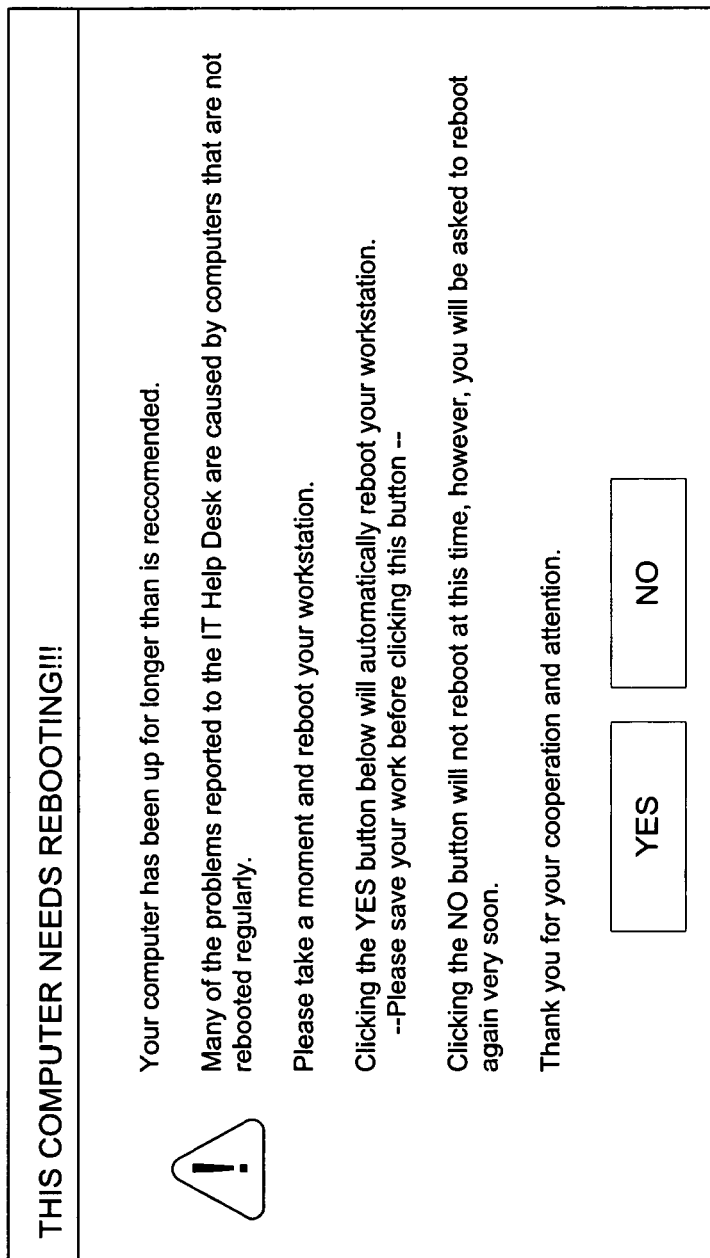 THIS COMPUTER NEEDS REBOOTING!!!
!
Your computer has been up for longer than is reccomended.
Many of the problems reported to the IT Help Desk are caused by computers that are not
rebooted regularly.
Please take a moment and reboot your workstation.
Clicking the YES button below will automatically reboot your workstation.
--Please save your work before clicking this button --
Clicking the NO button will not reboot at this time, however, you will be asked to reboot
again very soon.
Thank you for your cooperation and attention.
YES
NO